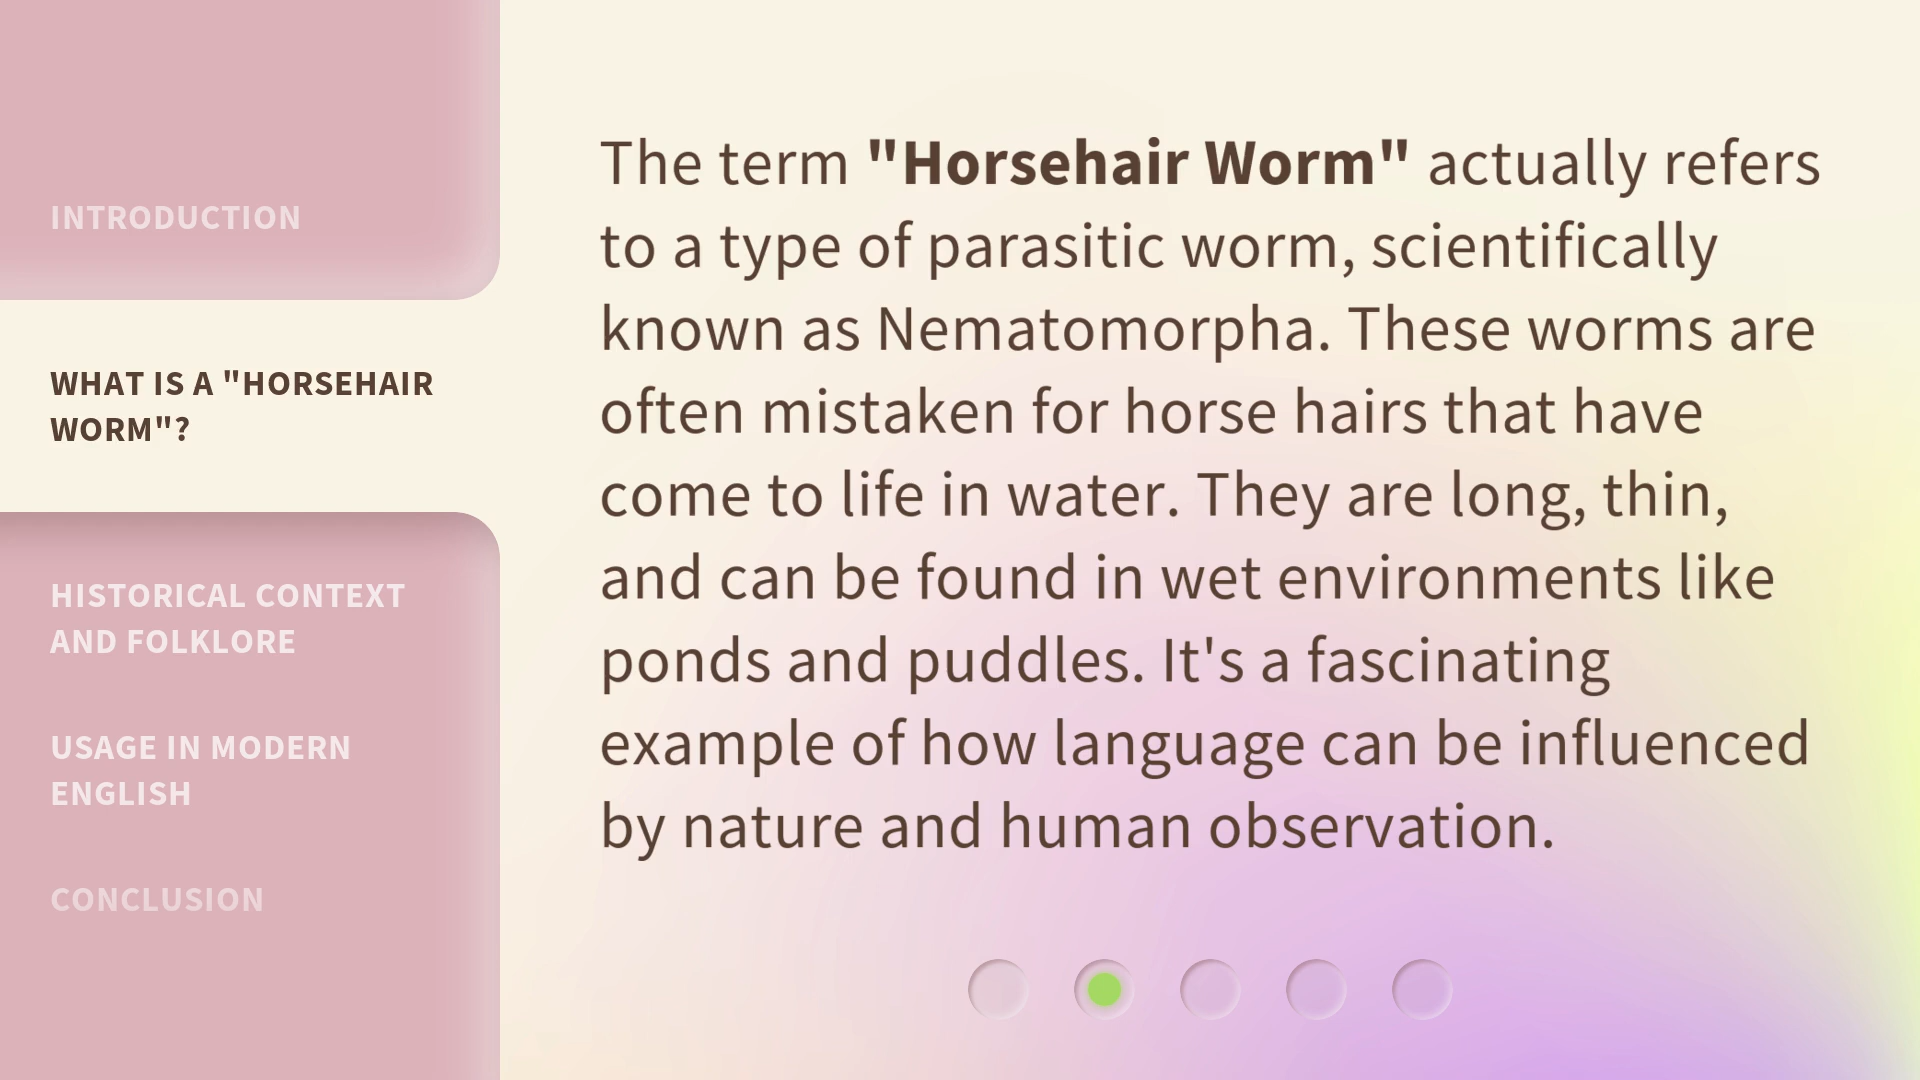 INTRODUCTION
WHAT IS A "HORSEHAIR
WORM"?
HISTORICAL CONTEXT
AND FOLKLORE
USAGE IN MODERN
ENGLISH
CONCLUSION
The term "Horsehair Worm" actually refers
to a type of parasitic worm, scientifically
known as Nematomorpha. These worms are
often mistaken for horse hairs that have
come to life in water. They are long, thin,
and can be found in wet environments like
ponds and puddles. It's a fascinating
example of how language can be influenced
by nature and human observation.